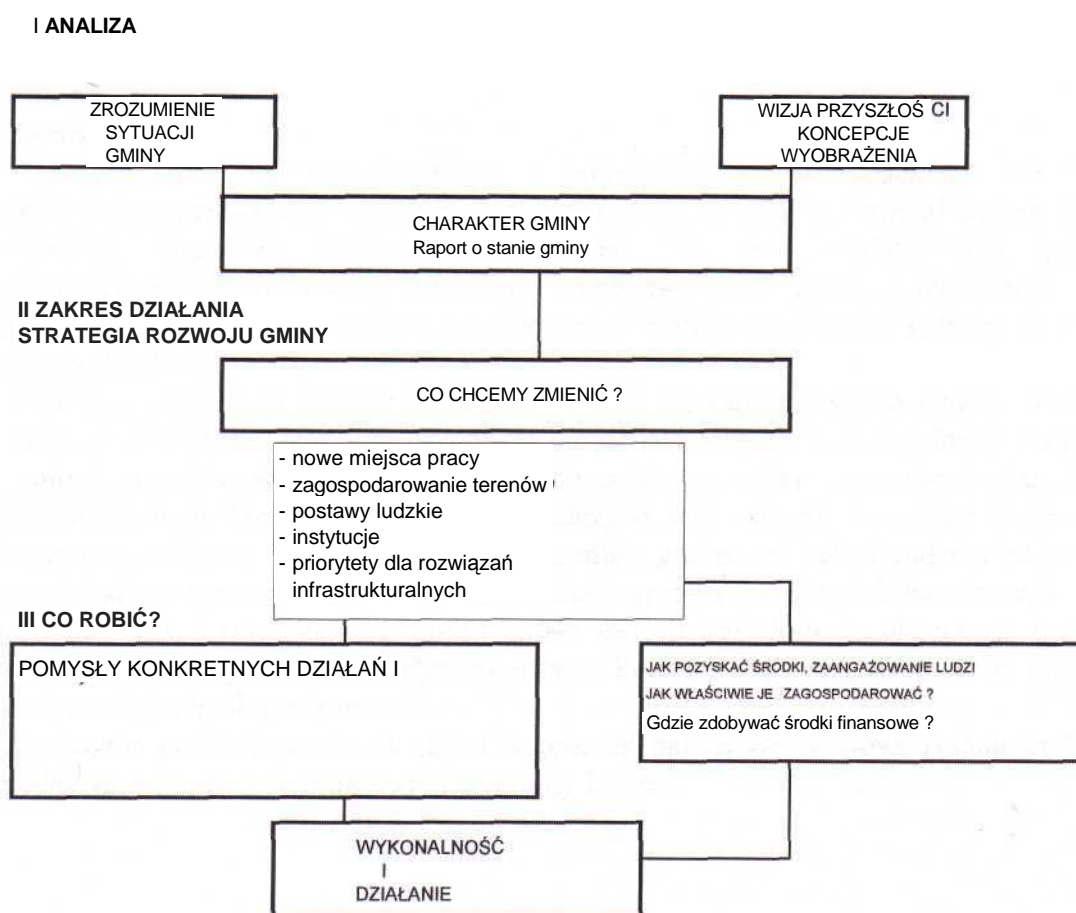 I ANALIZA
ZROZUMIENIE
SYTUACJI
GMINY
WIZJA PRZYSZŁOŚ CI
KONCEPCJE
WYOBRAŻENIA
CHARAKTER GMINY
Raport o stanie gminy
II ZAKRES DZIAŁANIA
STRATEGIA ROZWOJU GMINY
CO CHCEMY ZMIENIĆ ?
- nowe miejsca pracy
- zagospodarowanie terenów
- postawy ludzkie
- instytucje
- priorytety dla rozwiązań
infrastrukturalnych
III CO ROBIĆ?
POMYSŁY KONKRETNYCH DZIAŁAŃ I
JAK POZYSKAĆ ŚRODKI, ZAANGAŻOWANIE LUDZI
JAK WŁAŚCIWIE JE ZAGOSPODAROWAĆ ?
Gdzie zdobywać środki finansowe ?
WYKONALNOŚĆ
I
DZIAŁANIE